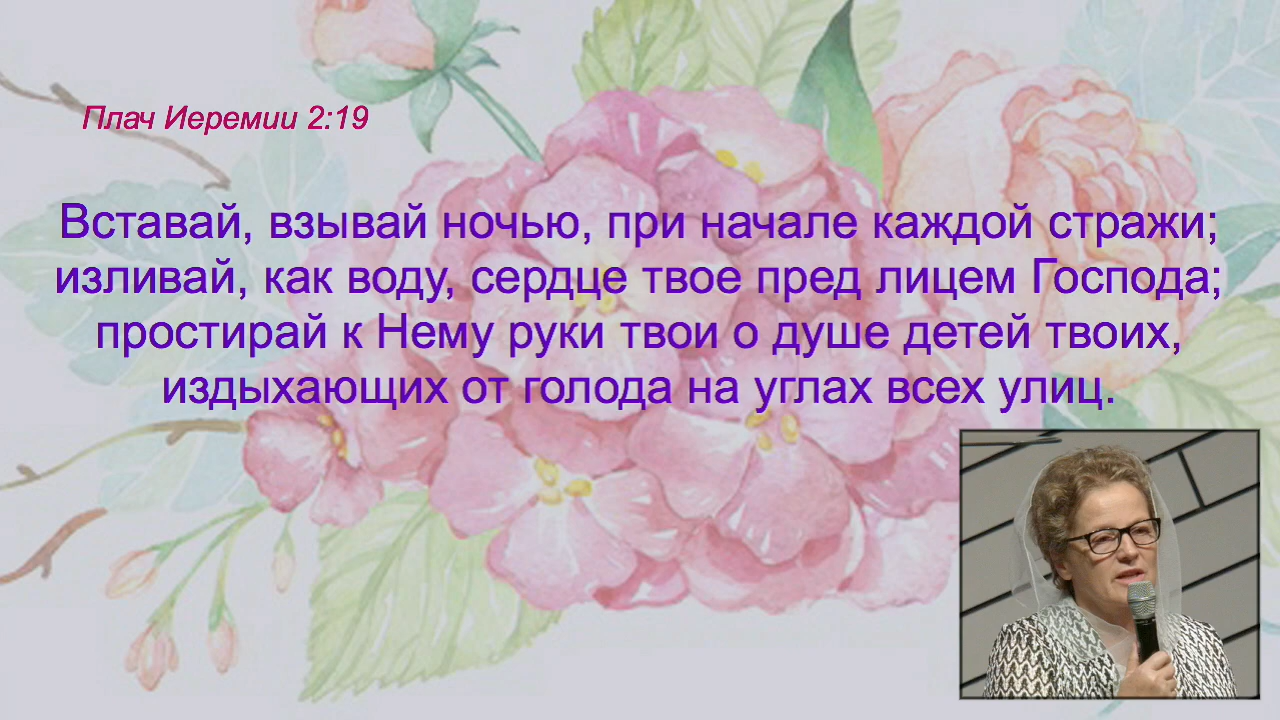 Плач Иеремии 2:19
Вставай, взывай ночью, при начале каждой стражи;
изливай, как воду, сердце твое пред лицем Господа;
простирай к Нему руки твои о душе детей твоих,
издыхающих от голода на углах всех улиц.